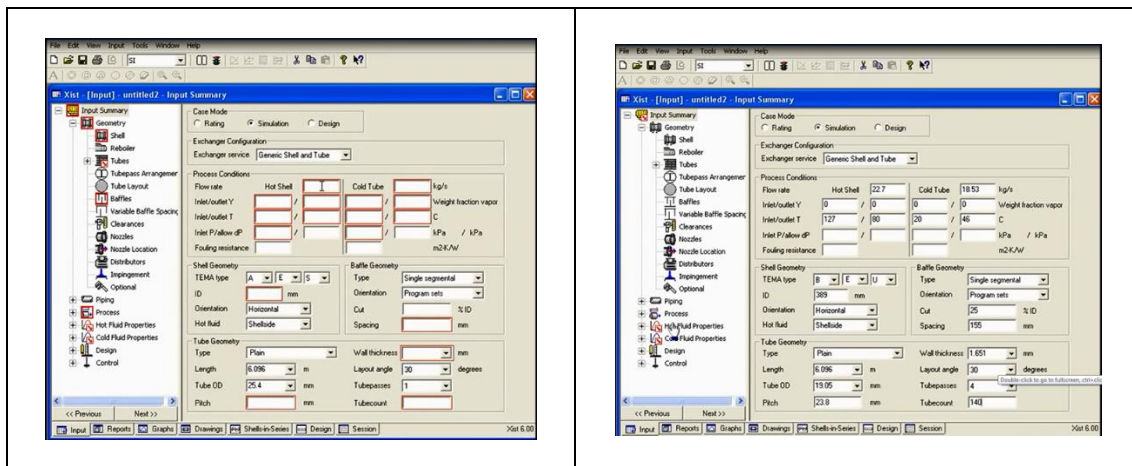 File Edit View Input Tools Window Help
SI
Xist - [Input] - untitled2 - Input Summary
Input Summary
Geometry
Shell
Reboiler
Tubes
Tubepass Arrangemer
Tube Layout
Baffles
Variable Baffle Spacing
Clearances
Nozzles
Nozzle Location
Distributors
Impingement
Optional
Piping
Process
Hot Fluid Properties
Cold Fluid Properties
Design
Control
<< Previous Next >>
Case Mode
Rating Simulation Design
Exchanger Configuration
Exchanger service Generic Shell and Tube
Process Conditions
Flow rate Hot Shell Cold Tube kg/s
Inlet/outlet Y / / Weight fraction vapor
Inlet/outlet T / / C
Inlet P/allow dP / / kPa / kPa
Fouling resistance m2-K/W
Shell Geometry
TEMA type A E S
ID mm
Orientation Horizontal
Hot fluid Shellside
Baffle Geometry
Type Single segmental
Orientation Program sets
Cut % ID
Spacing mm
Tube Geometry
Type Plain Wall thickness mm
Length 6.096 m Layout angle 30 degrees
Tube OD 25.4 mm Tubepasses 1
Pitch mm Tubecount
Input Reports Graphs Drawings Shells-in-Series Design Session Xist 6.00
File Edit View Input Tools Window Help
SI
Xist - [Input] - untitled2 - Input Summary
Input Summary
Geometry
Shell
Reboiler
Tubes
Tubepass Arrangemer
Tube Layout
Baffles
Variable Baffle Spacing
Clearances
Nozzles
Nozzle Location
Distributors
Impingement
Optional
Piping
Process
Hot Fluid Properties
Cold Fluid Properties
Design
Control
<< Previous Next >>
Case Mode
Rating Simulation Design
Exchanger Configuration
Exchanger service Generic Shell and Tube
Process Conditions
Flow rate Hot Shell 22.7 Cold Tube 18.53 kg/s
Inlet/outlet Y 0 / 0 0 / 0 Weight fraction vapor
Inlet/outlet T 127 / 80 20 / 46 C
Inlet P/allow dP / / kPa / kPa
Fouling resistance m2-K/W
Shell Geometry
TEMA type B E U
ID 389 mm
Orientation Horizontal
Hot fluid Shellside
Baffle Geometry
Type Single segmental
Orientation Program sets
Cut 25 % ID
Spacing 155 mm
Tube Geometry
Type Plain Wall thickness 1.651 mm
Length 6.096 m Layout angle 30 degrees
Double-click to go to fullscreen, ctrl+clic
Tube OD 19.05 mm Tubepasses 4
Pitch 23.8 mm Tubecount 140
Input Reports Graphs Drawings Shells-in-Series Design Session Xist 6.00